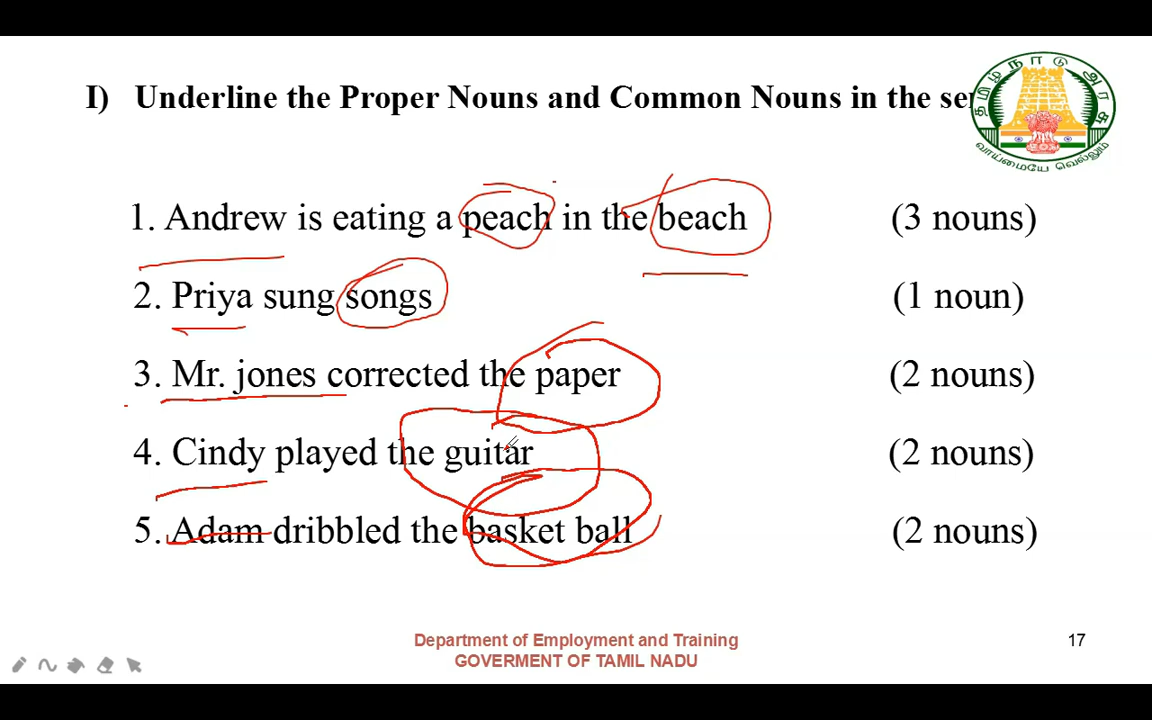 I) Underline the Proper Nouns and Common Nouns in the
தமிழ்நாடு அரசு
வாய்மையே வெல்லும்
1. Andrew is eating a peach in the beach (3 nouns)
2. Priya sung songs (1 noun)
3. Mr. jones corrected the paper (2 nouns)
4. Cindy played the guitar (2 nouns)
5. Adam dribbled the basket ball (2 nouns)
Department of Employment and Training
GOVERMENT OF TAMIL NADU
17